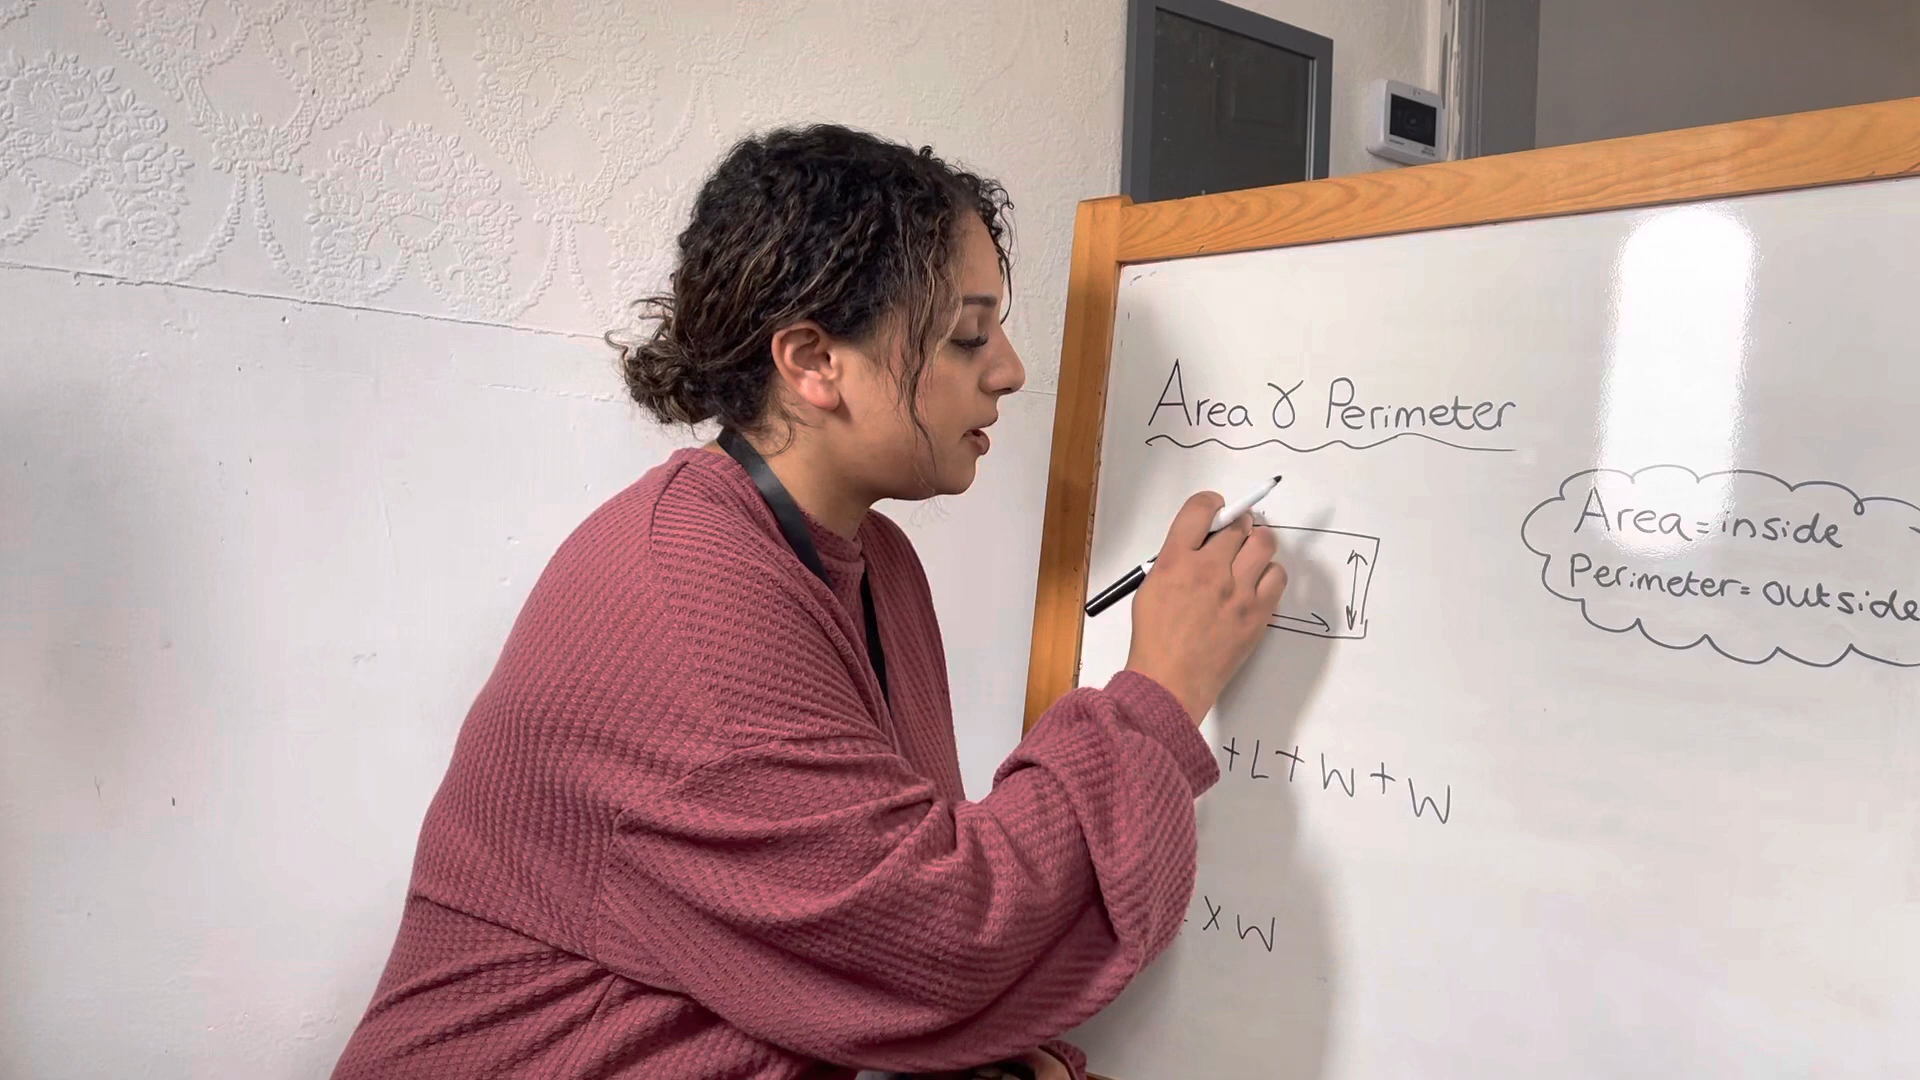 Area & Perimeter
Area = inside
Perimeter = outside
+ L + W + W
x W